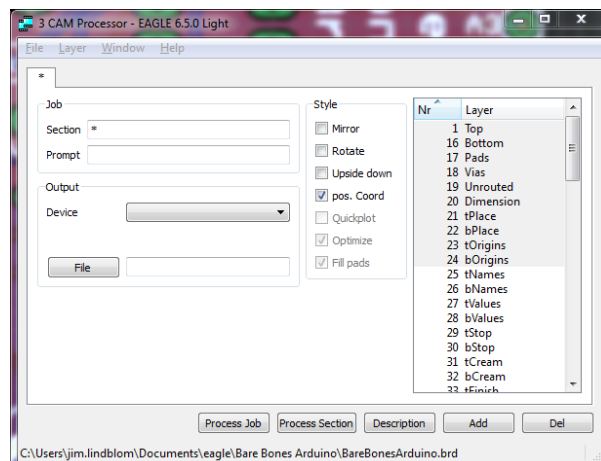 3 CAM Processor - EAGLE 6.5.0 Light
File Layer Window Help
*
Job
Section *
Prompt
Output
Device
File
Style
Mirror
Rotate
Upside down
pos. Coord
Quickplot
Optimize
Fill pads
Nr Layer
1 Top
16 Bottom
17 Pads
18 Vias
19 Unrouted
20 Dimension
21 tPlace
22 bPlace
23 tOrigins
24 bOrigins
25 tNames
26 bNames
27 tValues
28 bValues
29 tStop
30 bStop
31 tCream
32 bCream
33 tFinish
Process Job Process Section Description Add Del
C:\Users\jim.lindblom\Documents\eagle\Bare Bones Arduino\BareBonesArduino.brd